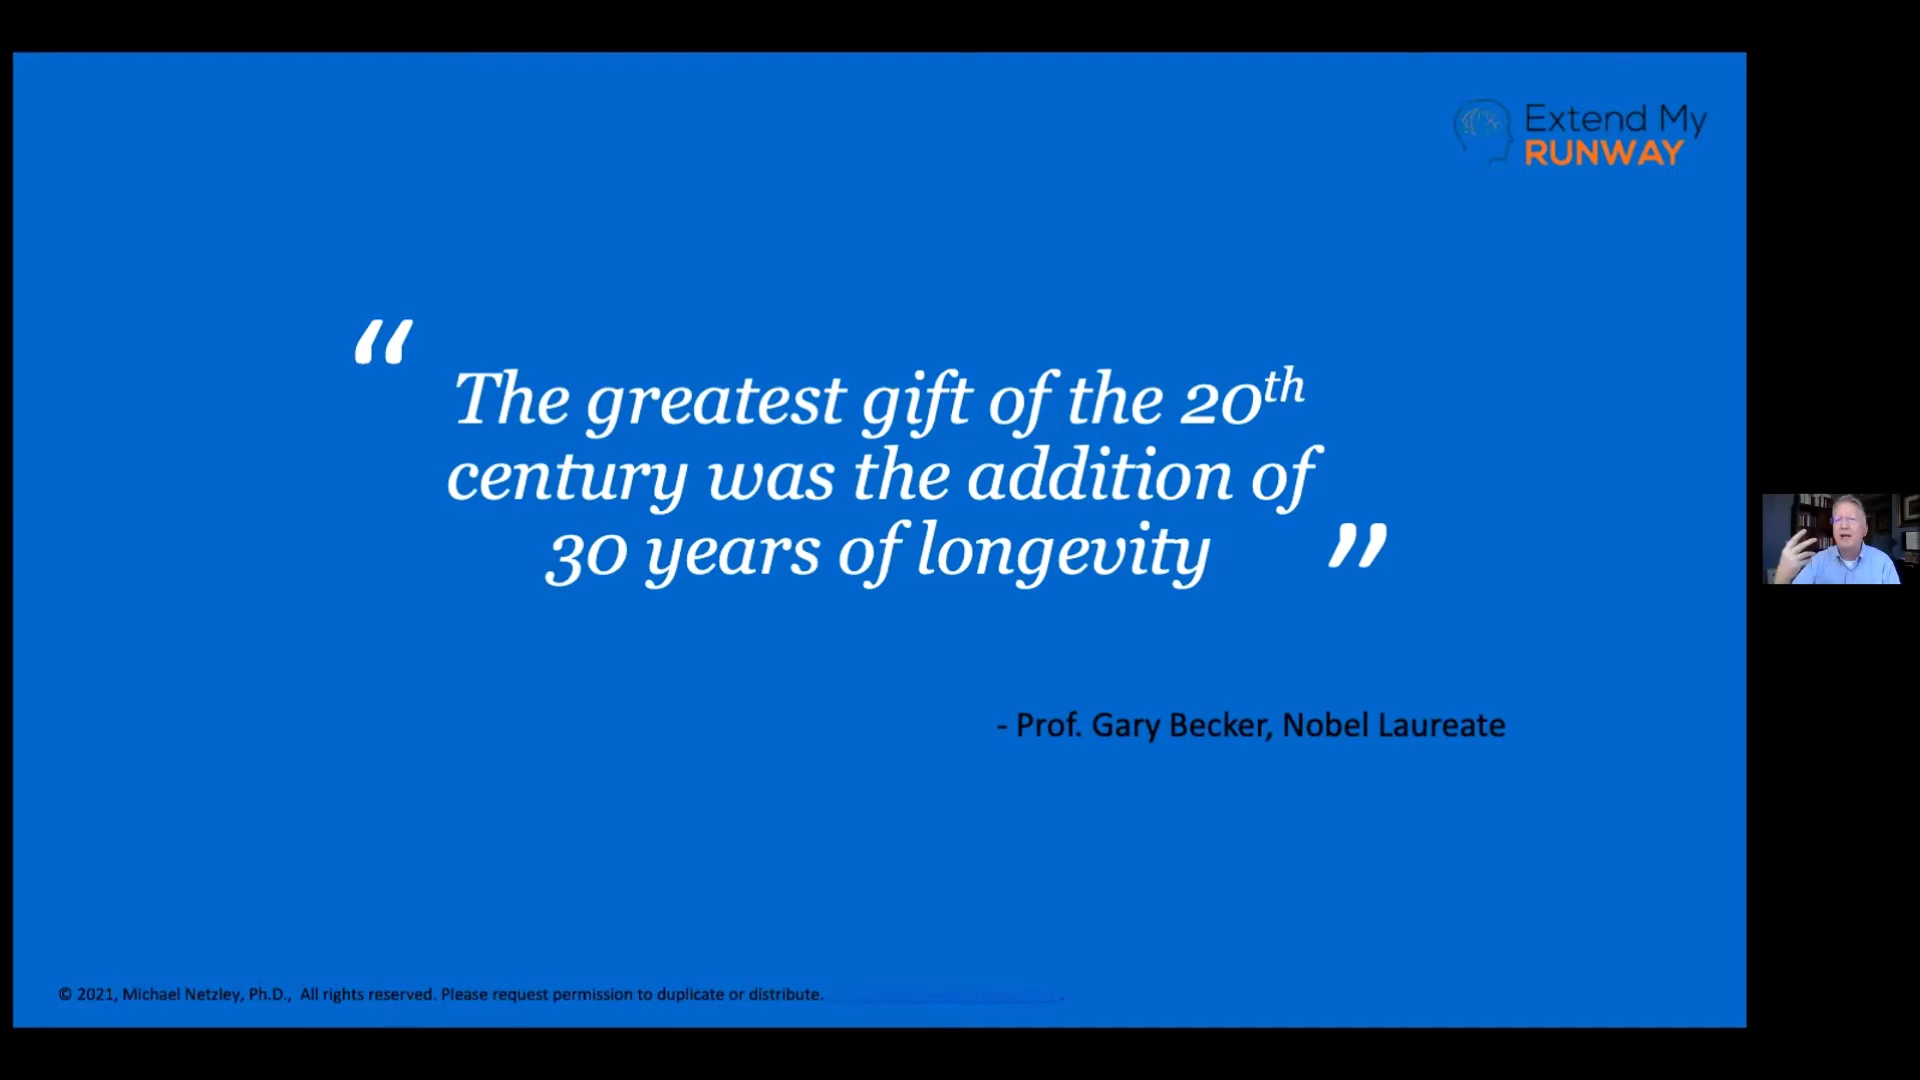 Extend My
RUNWAY
“ The greatest gift of the 20th
century was the addition of
30 years of longevity ”
- Prof. Gary Becker, Nobel Laureate
© 2021, Michael Netzley, Ph.D., All rights reserved. Please request permission to duplicate or distribute.